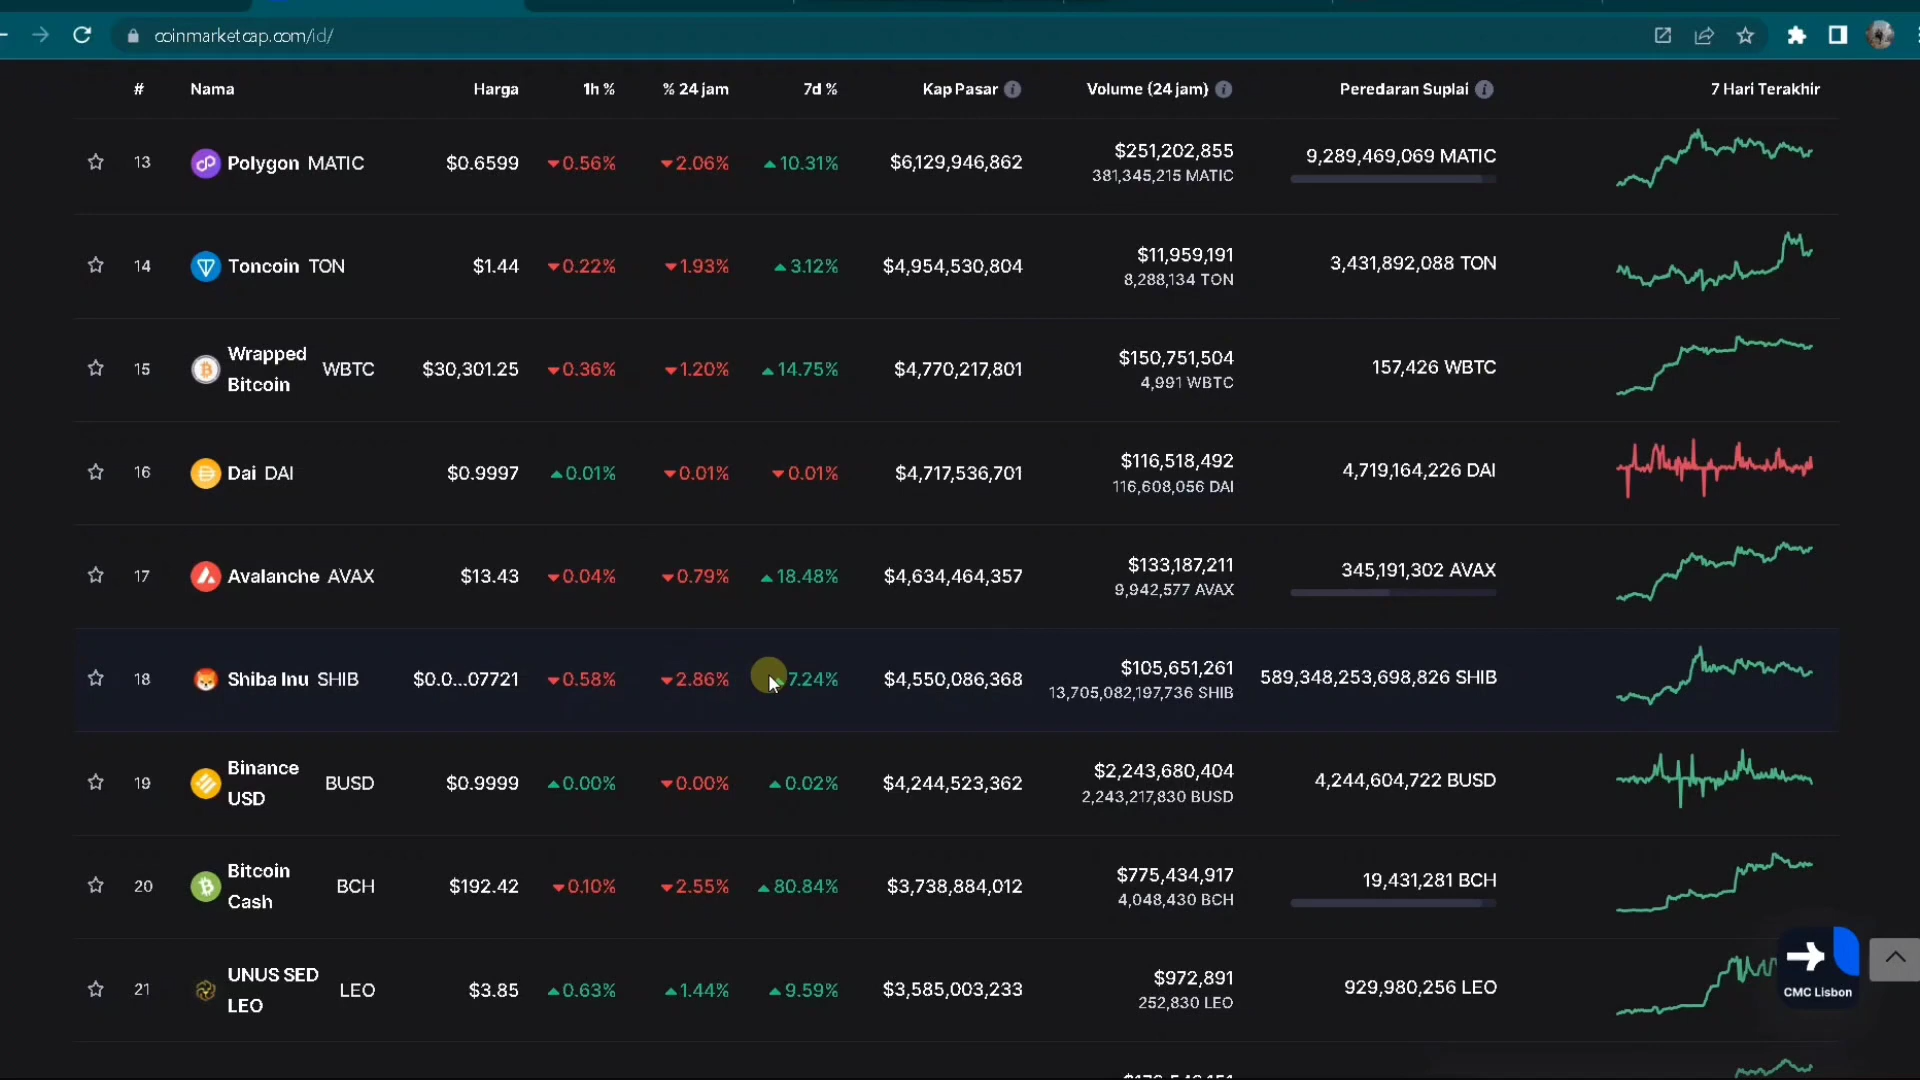 coinmarketcap.com/id/
# Nama Harga 1h % % 24 jam 7d % Kap Pasar Volume (24 jam) Peredaran Suplai 7 Hari Terakhir
13 Polygon MATIC $0.6599 0.56% 2.06% 10.31% $6,129,946,862 $251,202,855 9,289,469,069 MATIC
381,345,215 MATIC
14 Toncoin TON $1.44 0.22% 1.93% 3.12% $4,954,530,804 $11,959,191 3,431,892,088 TON
8,288,134 TON
15 Wrapped Bitcoin WBTC $30,301.25 0.36% 1.20% 14.75% $4,770,217,801 $150,751,504 157,426 WBTC
4,991 WBTC
16 Dai DAI $0.9997 0.01% 0.01% 0.01% $4,717,536,701 $116,518,492 4,719,164,226 DAI
116,608,056 DAI
17 Avalanche AVAX $13.43 0.04% 0.79% 18.48% $4,634,464,357 $133,187,211 345,191,302 AVAX
9,942,577 AVAX
18 Shiba Inu SHIB $0.0...07721 0.58% 2.86% 7.24% $4,550,086,368 $105,651,261 589,348,253,698,826 SHIB
13,705,082,197,736 SHIB
19 Binance USD BUSD $0.9999 0.00% 0.00% 0.02% $4,244,523,362 $2,243,680,404 4,244,604,722 BUSD
2,243,217,830 BUSD
20 Bitcoin Cash BCH $192.42 0.10% 2.55% 80.84% $3,738,884,012 $775,434,917 19,431,281 BCH
4,048,430 BCH
21 UNUS SED LEO LEO $3.85 0.63% 1.44% 9.59% $3,585,003,233 $972,891 929,980,256 LEO
252,830 LEO
CMC Lisbon